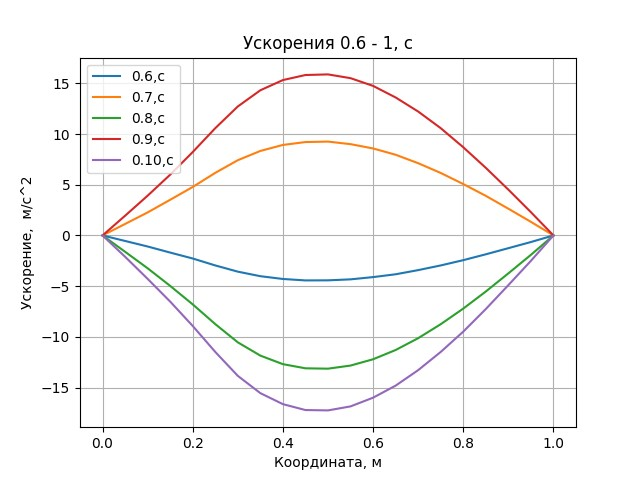 Ускорения 0.6 - 1, с
0.6,с
0.7,с
0.8,с
0.9,с
0.10,с
15
10
5
0
−5
−10
−15
Ускорение,  м/с^2
0.0
0.2
0.4
0.6
0.8
1.0
Координата, м